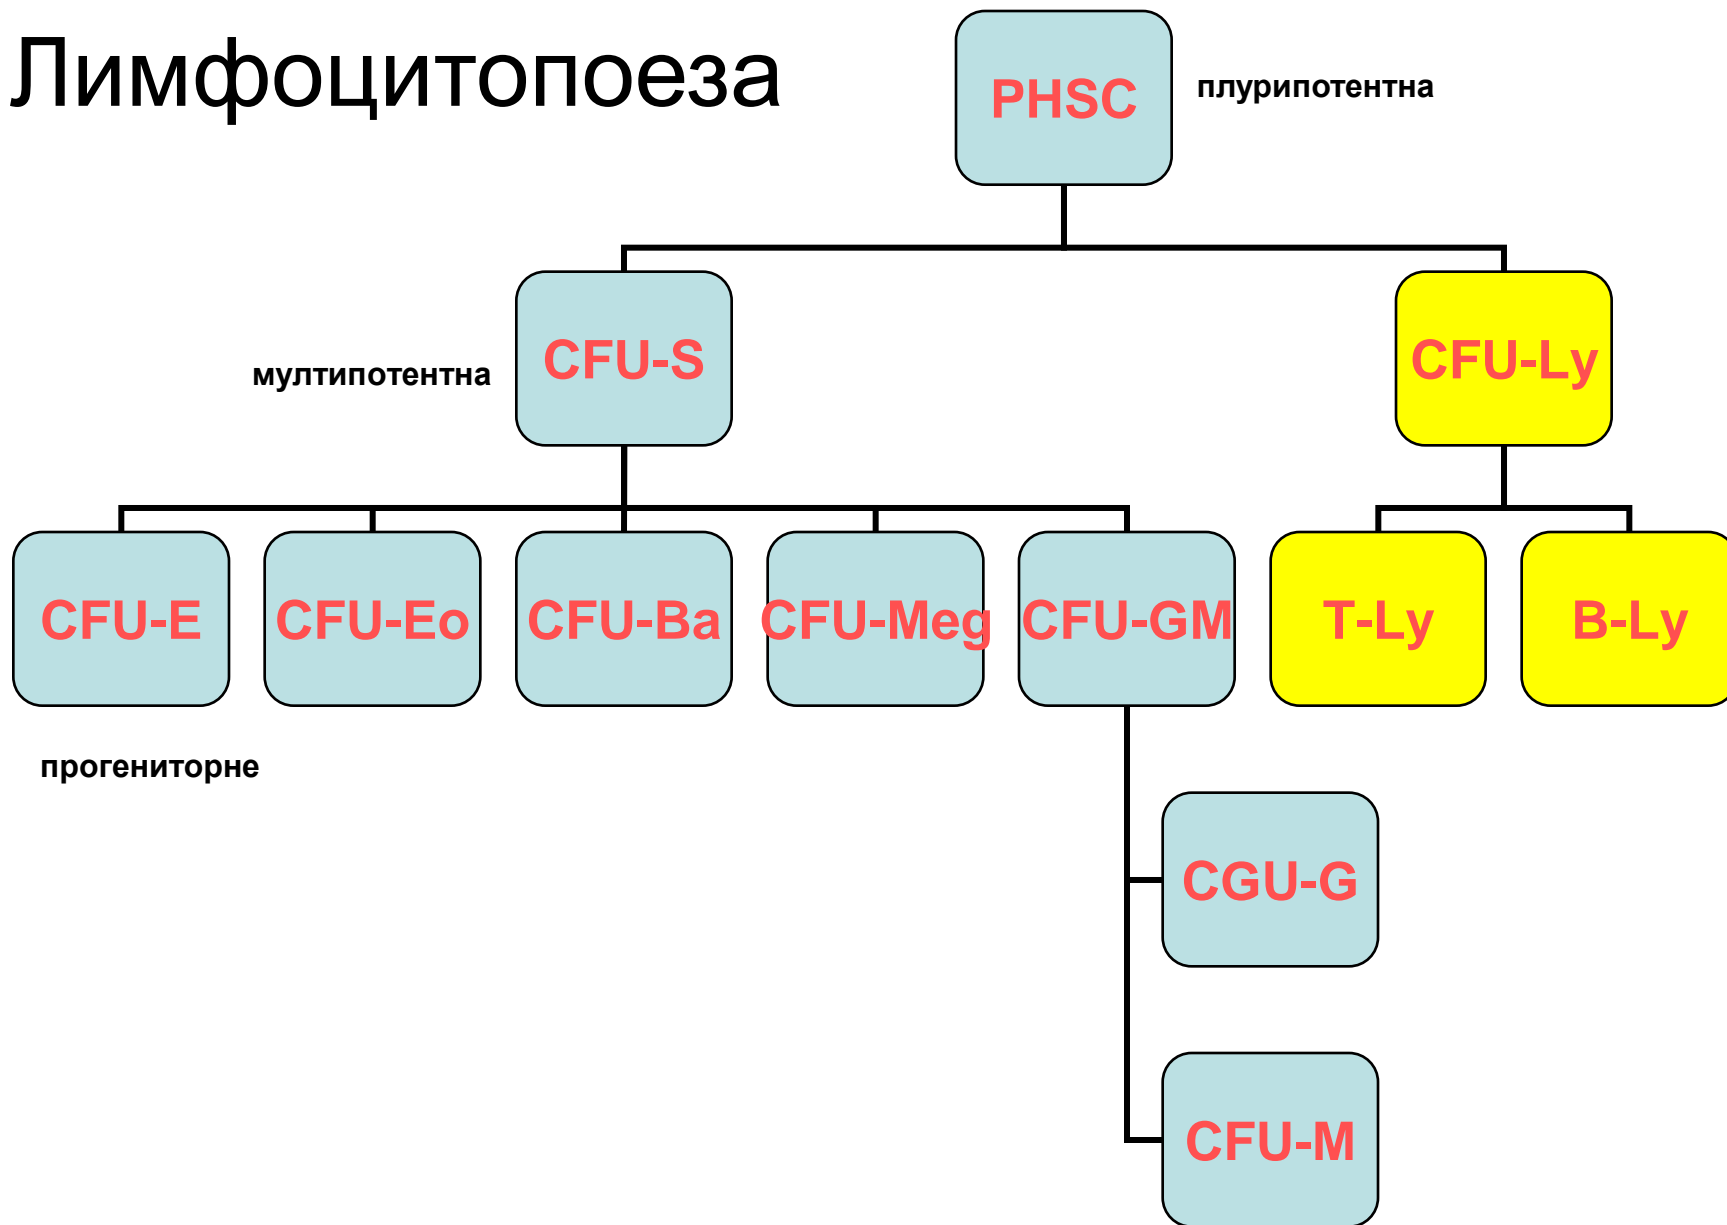 Лимфоцитопоеза
PHSC
плурипотентна
CFU-S
CFU-Ly
мултипотентна
CFU-E
CFU-Eo
CFU-Ba
CFU-Meg
CFU-GM
T-Ly
B-Ly
прогениторне
CGU-G
CFU-M